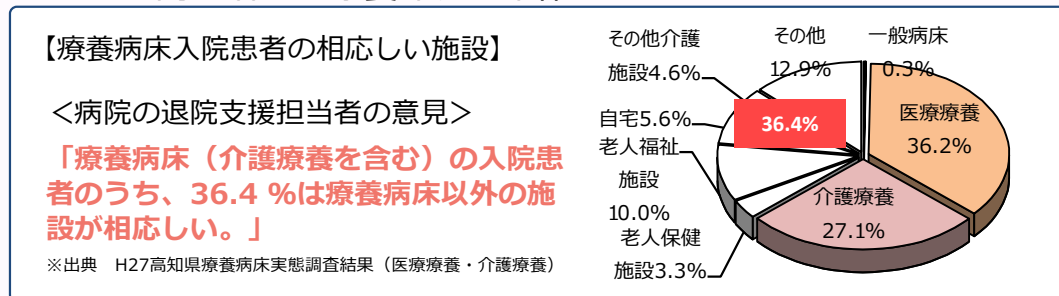 【療養病床入院患者の相応しい施設】
＜病院の退院支援担当者の意見＞
「療養病床（介護療養を含む）の入院患
者のうち、36.4 %は療養病床以外の施
設が相応しい。」
※出典　H27高知県療養病床実態調査結果（医療療養・介護療養）
その他介護
施設4.6%
その他
12.9%
一般病床
0.3%
自宅5.6%
36.4%
医療療養
36.2%
老人福祉
施設
10.0%
介護療養
27.1%
老人保健
施設3.3%